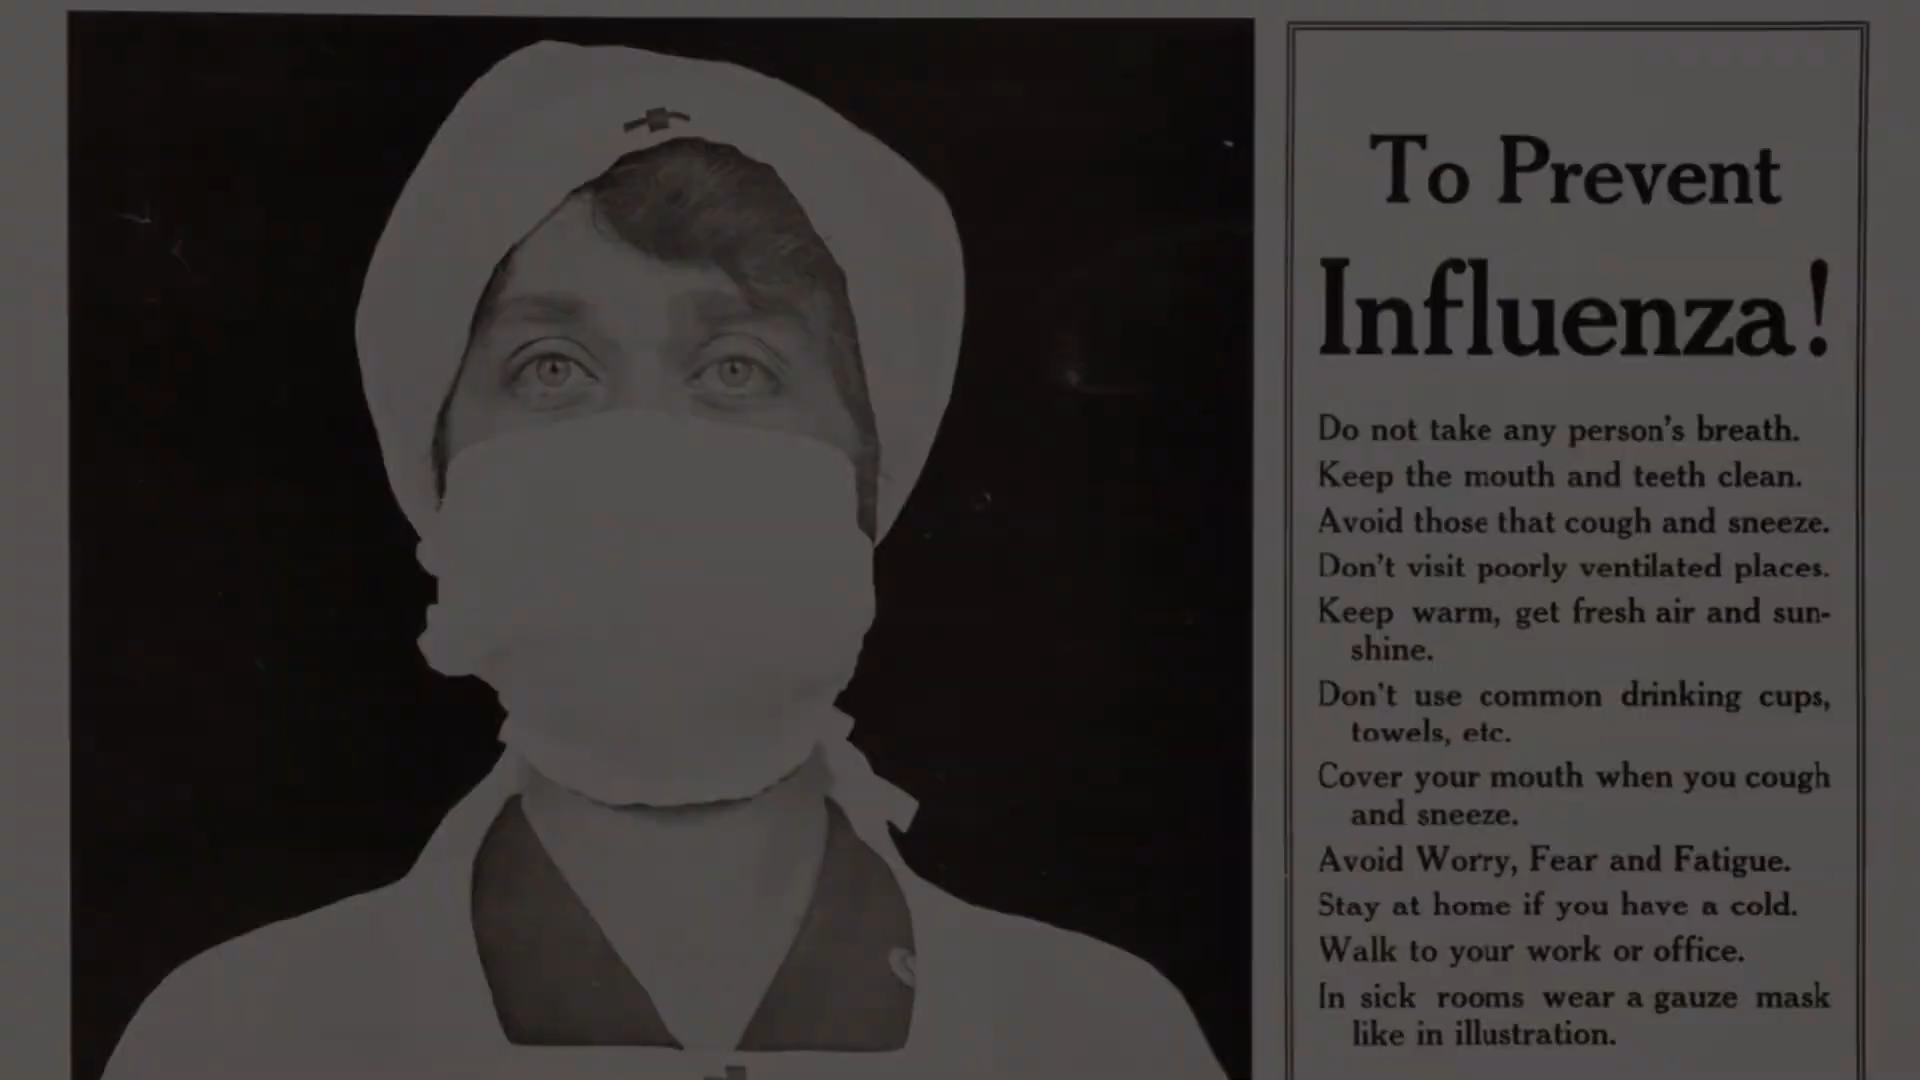 To Prevent
Influenza!
Do not take any person's breath.
Keep the mouth and teeth clean.
Avoid those that cough and sneeze.
Don't visit poorly ventilated places.
Keep warm, get fresh air and sun-
shine.
Don't use common drinking cups,
towels, etc.
Cover your mouth when you cough
and sneeze.
Avoid Worry, Fear and Fatigue.
Stay at home if you have a cold.
Walk to your work or office.
In sick rooms wear a gauze mask
like in illustration.